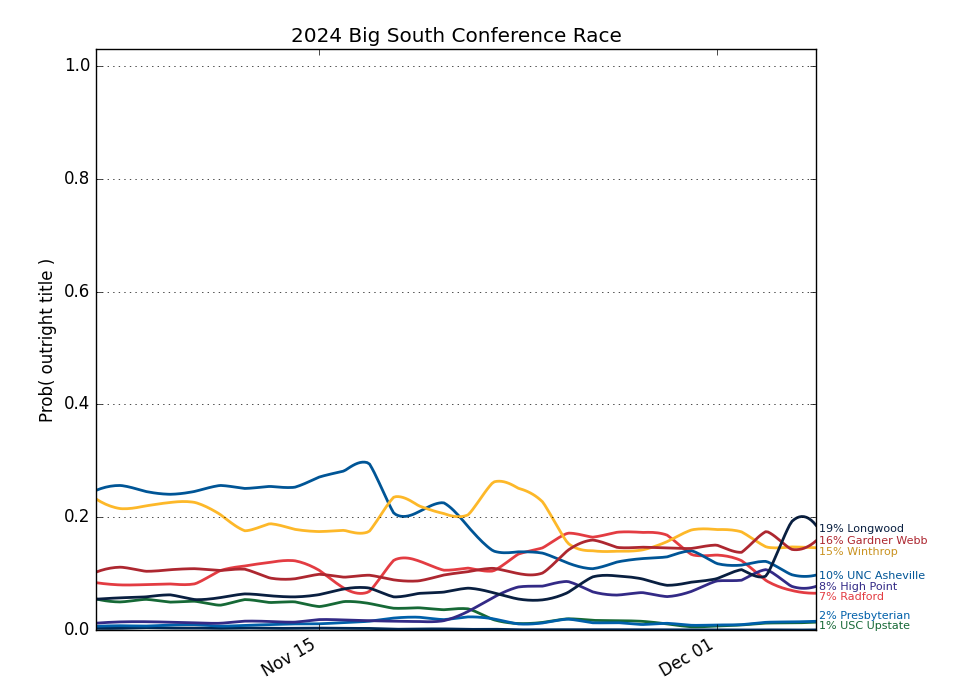 2024 Big South Conference Race
Prob( outright title )
1.0
0.8
0.6
0.4
0.2
0.0
Nov 15
Dec 01
19% Longwood
16% Gardner Webb
15% Winthrop
10% UNC Asheville
8% High Point
7% Radford
2% Presbyterian
1% USC Upstate